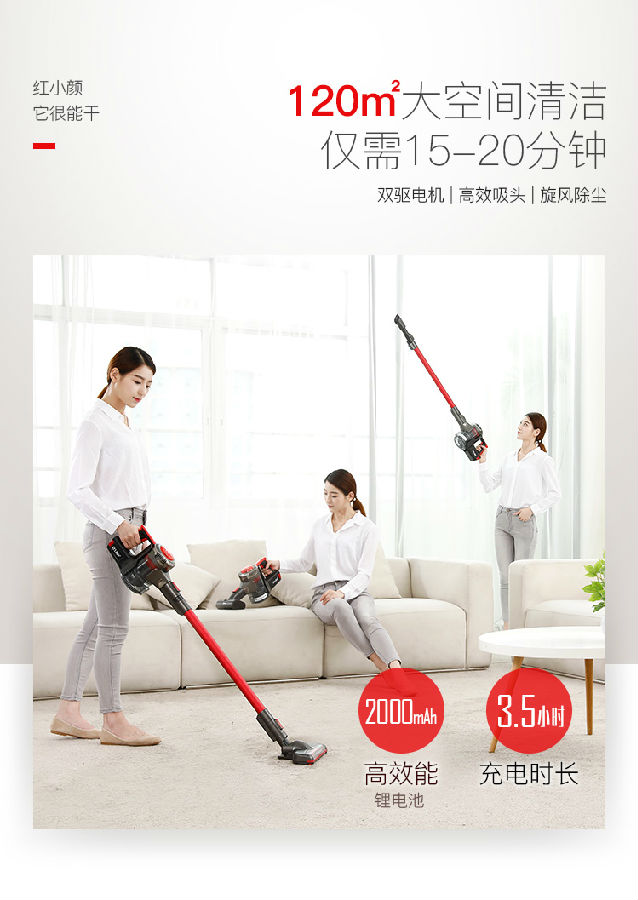 红小颜
它很能干
120㎡大空间清洁
仅需15-20分钟
双驱电机 | 高效吸头 | 旋风除尘
2000mAh
高效能
锂电池
3.5小时
充电时长